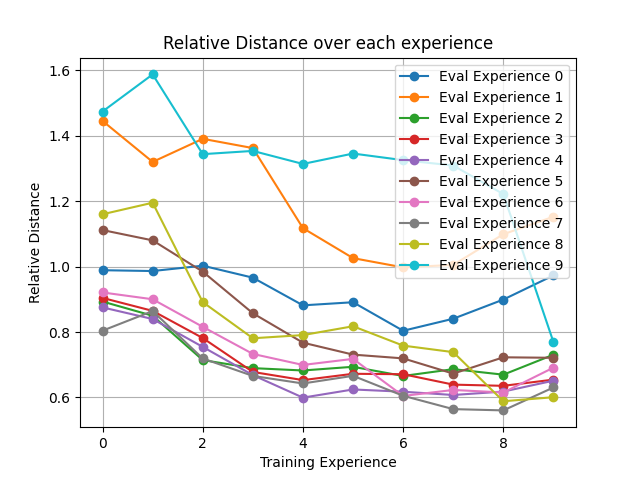 Relative Distance over each experience
Relative Distance
1.6
1.4
1.2
1.0
0.8
0.6
0
2
4
6
8
Training Experience
Eval Experience 0
Eval Experience 1
Eval Experience 2
Eval Experience 3
Eval Experience 4
Eval Experience 5
Eval Experience 6
Eval Experience 7
Eval Experience 8
Eval Experience 9